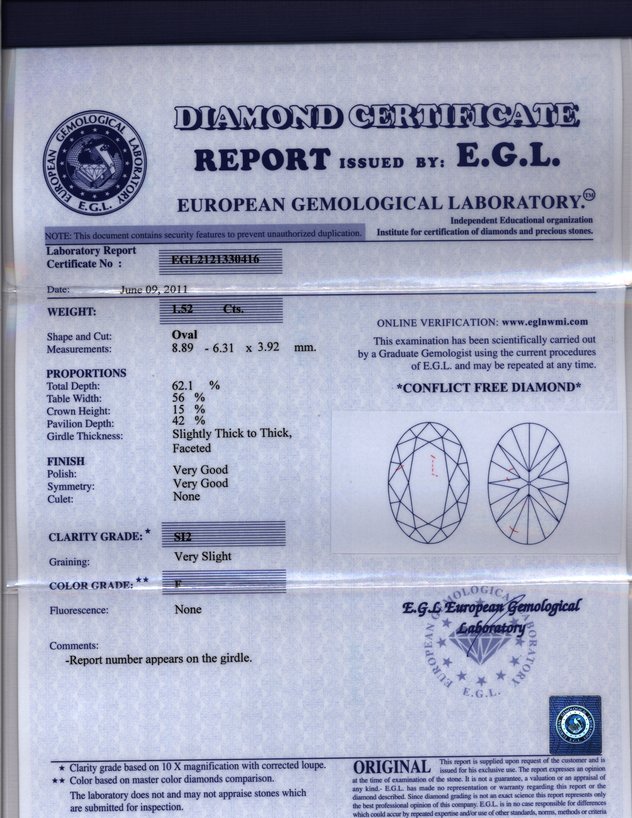 EUROPEAN GEMOLOGICAL LABORATORY
E.G.L.
DIAMOND CERTIFICATE
REPORT ISSUED BY: E.G.L.
EUROPEAN GEMOLOGICAL LABORATORY.™
Independent Educational organization
Institute for certification of diamonds and precious stones.
NOTE: This document contains security features to prevent unauthorized duplication.
Laboratory Report
Certificate No : EGL2121330416
Date: June 09, 2011
WEIGHT: 1.52 Cts.
Shape and Cut: Oval
Measurements: 8.89 - 6.31 x 3.92 mm.
PROPORTIONS
Total Depth: 62.1 %
Table Width: 56 %
Crown Height: 15 %
Pavilion Depth: 42 %
Girdle Thickness: Slightly Thick to Thick,
Faceted
FINISH
Polish: Very Good
Symmetry: Very Good
Culet: None
CLARITY GRADE: * SI2
Graining: Very Slight
COLOR GRADE: ** F
Fluorescence: None
Comments:
-Report number appears on the girdle.
ONLINE VERIFICATION: www.eglnwmi.com
This examination has been scientifically carried out
by a Graduate Gemologist using the current procedures
of E.G.L. and may be repeated at any time.
*CONFLICT FREE DIAMOND*
E.G.L European Gemological
Laboratory
EUROPEAN GEMOLOGICAL LABORATORY
E.G.L.
★ Clarity grade based on 10 X magnification with corrected loupe.
★★ Color based on master color diamonds comparison.
The laboratory does not and may not appraise stones which
are submitted for inspection.
ORIGINAL This report is supplied upon request of the customer and is
issued for his exclusive use. The report expresses an opinion
at the time of examination of the stone. It is not a guarantee, a valuation or an appraisal of
any kind.- E.G.L. has made no representation or warranty regarding this report or the
diamond described. Since diamond grading is not an exact science this report represents only
the best professional opinion of this company. E.G.L. is in no case responsible for differences
which could occur by repeated expertise and/or use of other standards, norms, methods or criteria